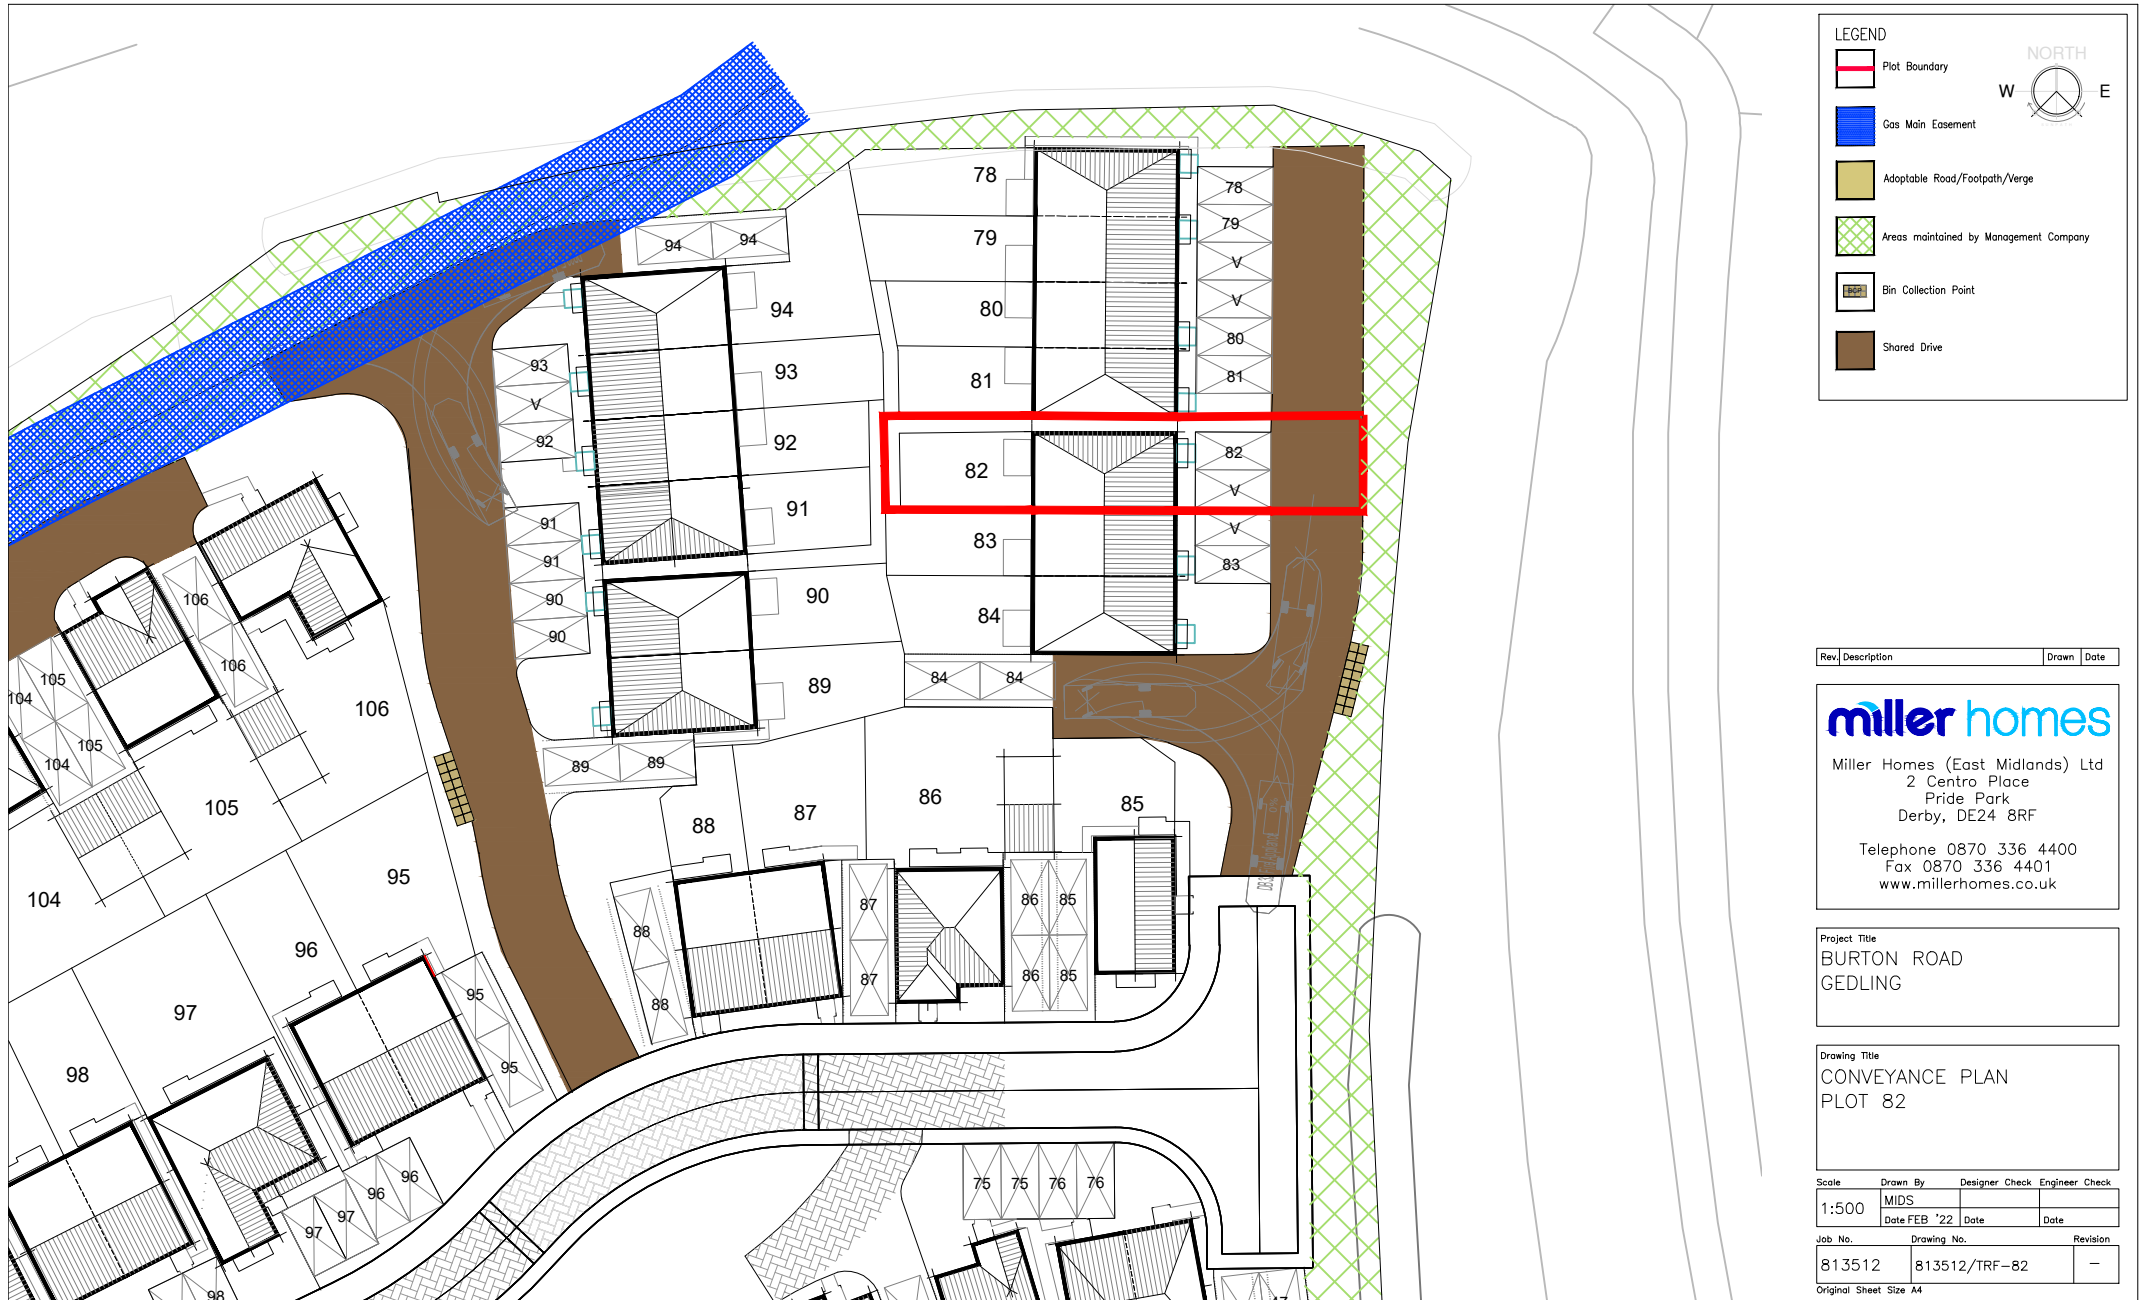 LEGEND
NORTH
W E
Plot Boundary
Gas Main Easement
Adoptable Road/Footpath/Verge
Areas maintained by Management Company
BCP
Bin Collection Point
Shared Drive
Rev. Description Drawn Date
miller homes
Miller Homes (East Midlands) Ltd
2 Centro Place
Pride Park
Derby, DE24 8RF
Telephone 0870 336 4400
Fax 0870 336 4401
www.millerhomes.co.uk
Project Title
BURTON ROAD
GEDLING
Drawing Title
CONVEYANCE PLAN
PLOT 82
Scale Drawn By Designer Check Engineer Check
1:500 MIDS
Date FEB '22 Date Date
Job No. Drawing No. Revision
813512 813512/TRF-82 -
Original Sheet Size A4
78
78
79
79
V
V
80
80
81
81
82
82
V
V
83
83
84
84
84
94
94
94
93
93
V
92
92
91
91
91
90
90
90
89
89
89
88
88
88
87
87
87
86
86
86
85
85
85
106
106
106
105
105
105
104
104
104
95
95
95
96
96
96
97
97
97
98
98
75
75
76
76